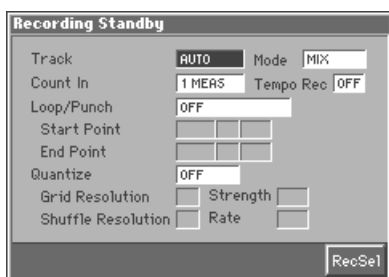 Recording Standby
Track AUTO Mode MIX
Count In 1 MEAS Tempo Rec OFF
Loop/Punch OFF
Start Point
End Point
Quantize OFF
Grid Resolution Strength
Shuffle Resolution Rate
RecSel